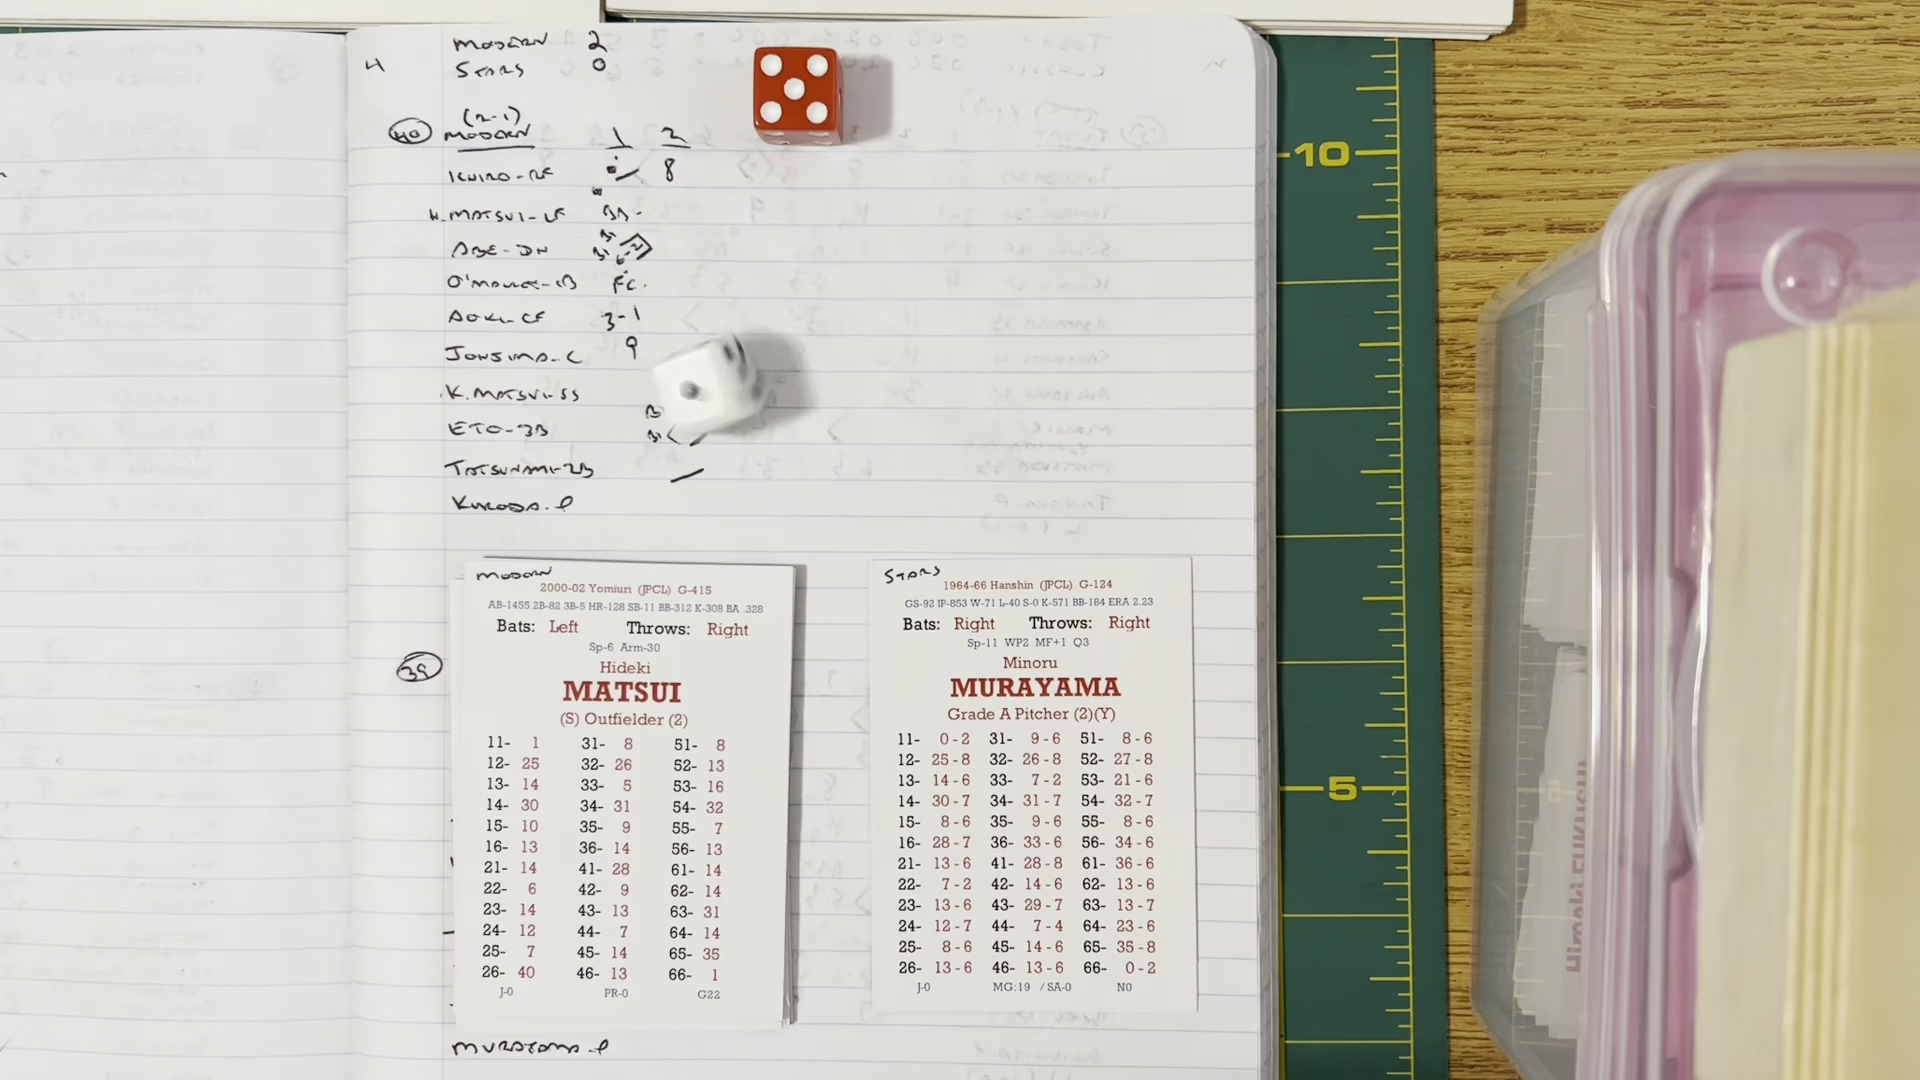 4 MODERN 2
STARS 0
(2-1)
40 MODERN 1 2
ICHIRO-RF 8
H. MATSUI-LF BB
ABE-DH
O'MALLEY-1B FC.
AOKI-CF 3-1
JOHJIMA-C 9
K. MATSUI-SS
ETO-3B
TATSUNAMI-2B
KURODA-P
10
MODERN
2000-02 Yomiuri (JPCL) G-415
AB-1455 2B-82 3B-5 HR-128 SB-11 BB-312 K-308 BA .328
Bats: Left Throws: Right
Sp-6 Arm-30
Hideki
MATSUI
(S) Outfielder (2)
11- 1 31- 8 51- 8
12- 25 32- 26 52- 13
13- 14 33- 5 53- 16
14- 30 34- 31 54- 32
15- 10 35- 9 55- 7
16- 13 36- 14 56- 13
21- 14 41- 28 61- 14
22- 6 42- 9 62- 14
23- 14 43- 13 63- 31
24- 12 44- 7 64- 14
25- 7 45- 14 65- 35
26- 40 46- 13 66- 1
J-0 PR-0 G22
39
STARS
1964-66 Hanshin (JPCL) G-124
GS-92 IP-853 W-71 L-40 S-0 K-571 BB-184 ERA 2.23
Bats: Right Throws: Right
Sp-11 WP2 MF+1 Q3
Minoru
MURAYAMA
Grade A Pitcher (2)(Y)
11- 0-2 31- 9-6 51- 8-6
12- 25-8 32- 26-8 52- 27-8
13- 14-6 33- 7-2 53- 21-6
14- 30-7 34- 31-7 54- 32-7
15- 8-6 35- 9-6 55- 8-6
16- 28-7 36- 33-6 56- 34-6
21- 13-6 41- 28-8 61- 36-6
22- 7-2 42- 14-6 62- 13-6
23- 13-6 43- 29-7 63- 13-7
24- 12-7 44- 7-4 64- 23-6
25- 8-6 45- 14-6 65- 35-8
26- 13-6 46- 13-6 66- 0-2
J-0 MG:19 /SA-0 N0
5
MURAYAMA-P
Hiroki FUKUHI